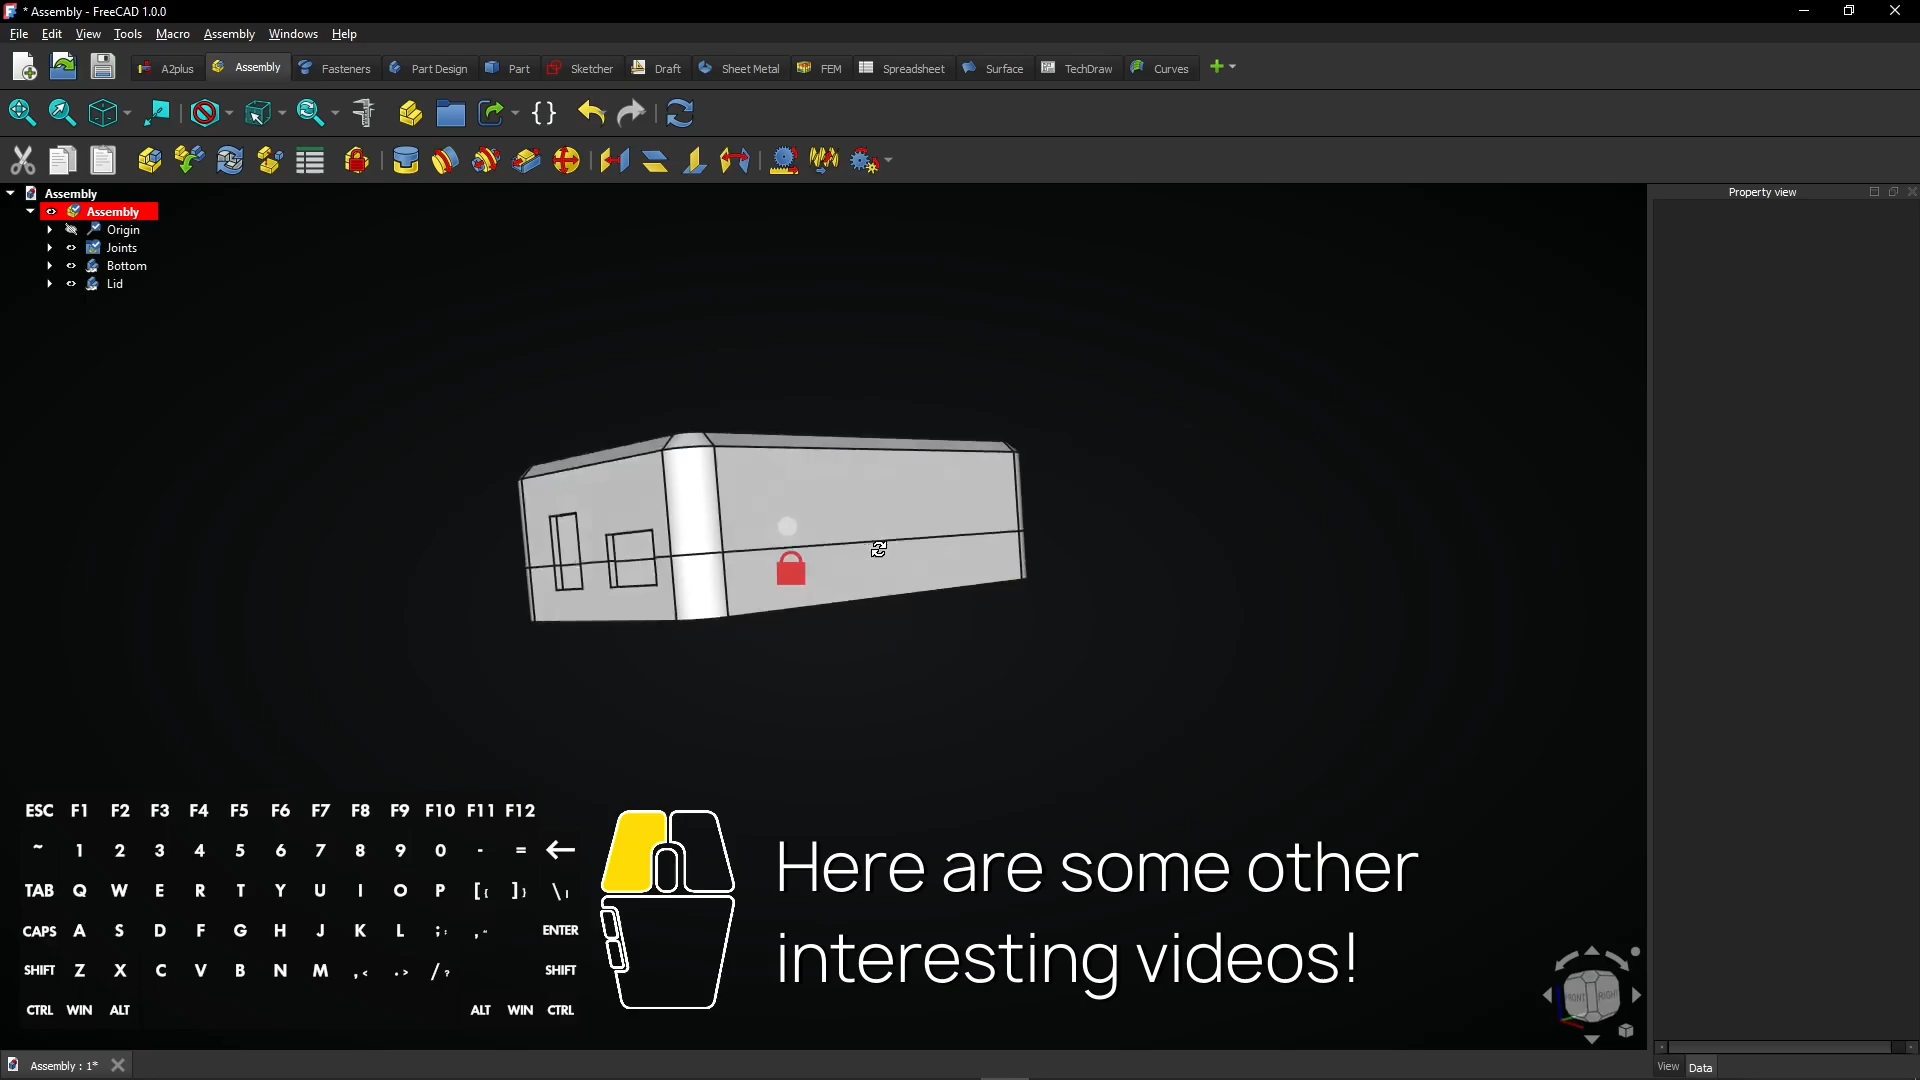 * Assembly - FreeCAD 1.0.0
File Edit View Tools Macro Assembly Windows Help
A2plus Assembly Fasteners Part Design Part Sketcher Draft Sheet Metal FEM Spreadsheet Surface TechDraw Curves
Assembly
Assembly
Origin
Joints
Bottom
Lid
Property view
ESC F1 F2 F3 F4 F5 F6 F7 F8 F9 F10 F11 F12
~ 1 2 3 4 5 6 7 8 9 0 - =
TAB Q W E R T Y U I O P [{ ]} \|
CAPS A S D F G H J K L ;: ,“ ENTER
SHIFT Z X C V B N M ,< .> /? SHIFT
CTRL WIN ALT ALT WIN CTRL
Here are some other
interesting videos!
FRONT RIGHT
Assembly : 1*
View Data